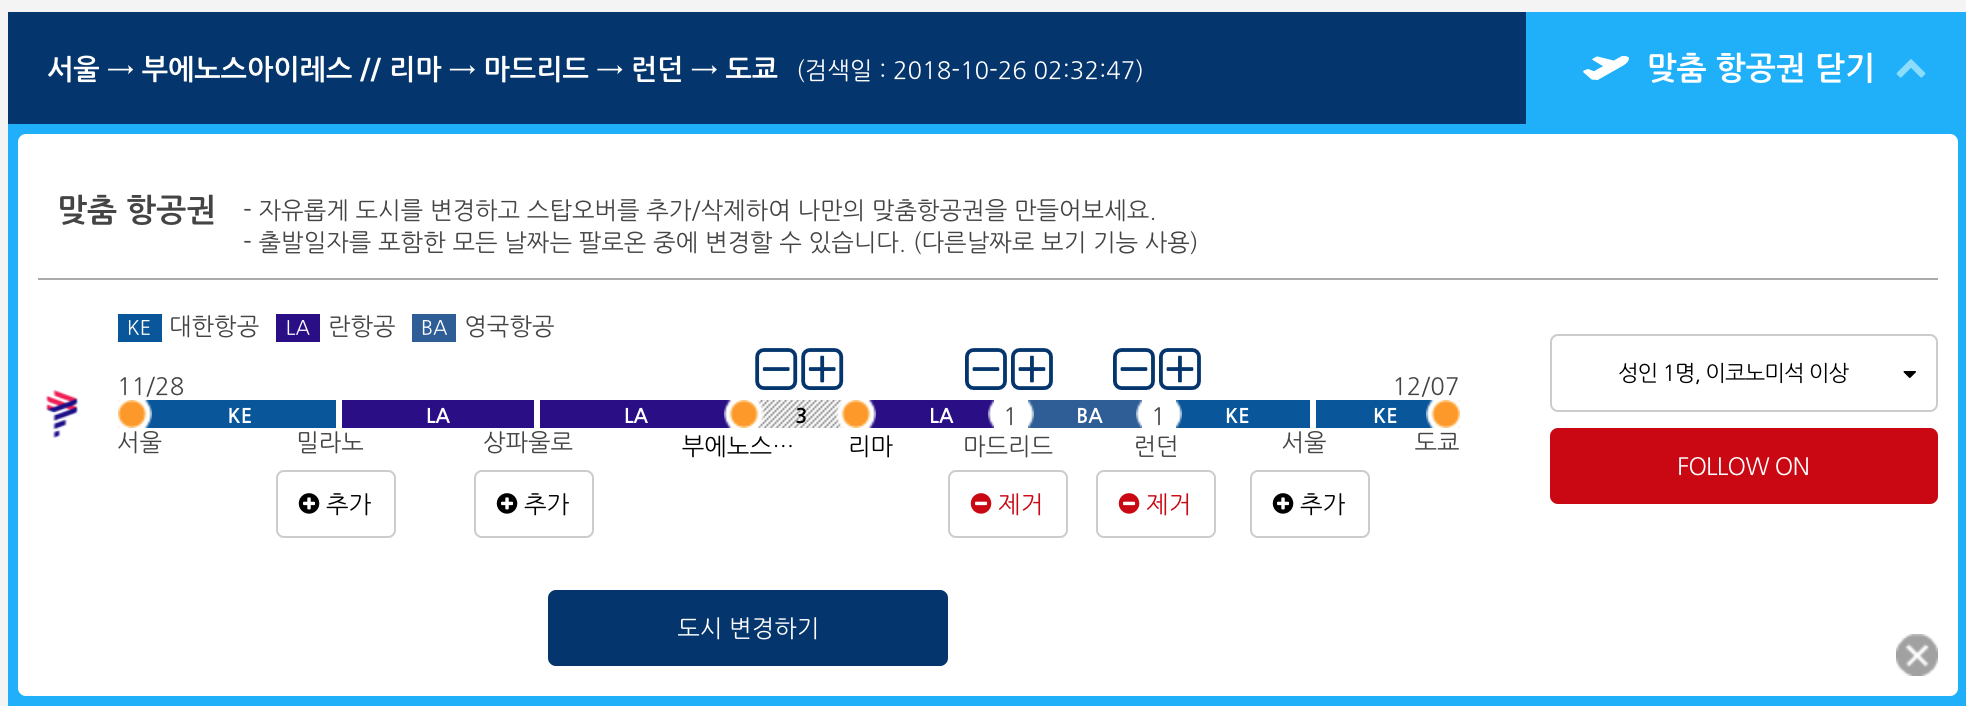 서울 → 부에노스아이레스 // 리마 → 마드리드 → 런던 → 도쿄 (검색일 : 2018-10-26 02:32:47)
맞춤 항공권 닫기
맞춤 항공권
- 자유롭게 도시를 변경하고 스탑오버를 추가/삭제하여 나만의 맞춤항공권을 만들어보세요.
- 출발일자를 포함한 모든 날짜는 팔로온 중에 변경할 수 있습니다. (다른날짜로 보기 기능 사용)
KE 대한항공 LA 란항공 BA 영국항공
성인 1명, 이코노미석 이상
11/28 12/07
KE LA LA 3 LA 1 BA 1 KE KE
서울 밀라노 상파울로 부에노스… 리마 마드리드 런던 서울 도쿄
FOLLOW ON
추가 추가 제거 제거 추가
도시 변경하기